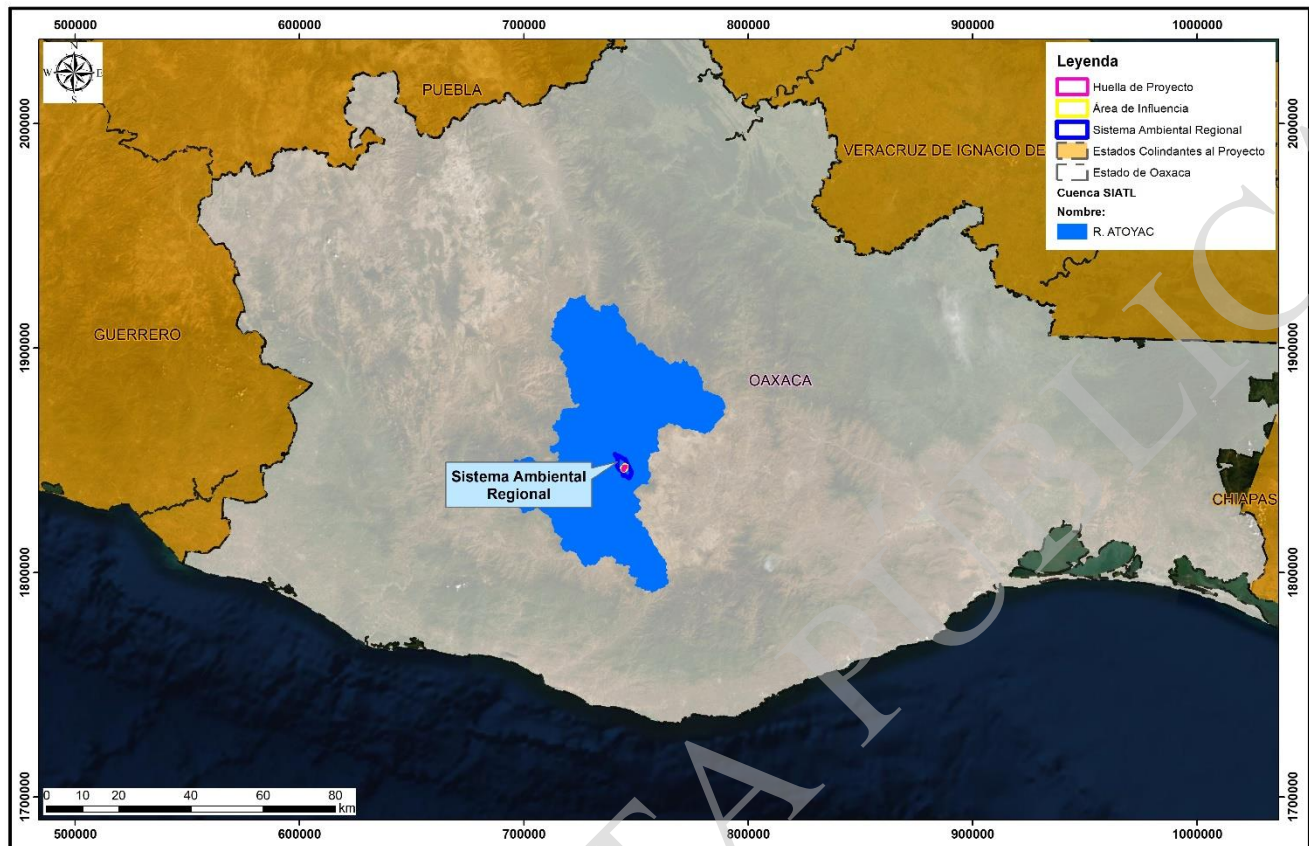 500000 600000 700000 800000 900000 1000000
N
W E
S
Leyenda
Huella de Proyecto
Área de Influencia
Sistema Ambiental Regional
Estados Colindantes al Proyecto
Estado de Oaxaca
Cuenca SIATL
Nombre:
R. ATOYAC
PUEBLA
VERACRUZ DE IGNACIO DE
GUERRERO
OAXACA
CHIAPAS
Sistema Ambiental
Regional
2000000 2000000
1900000 1900000
1800000 1800000
1700000 1700000
0 10 20 40 60 80
km
500000 600000 700000 800000 900000 1000000
TA PÚBLIC